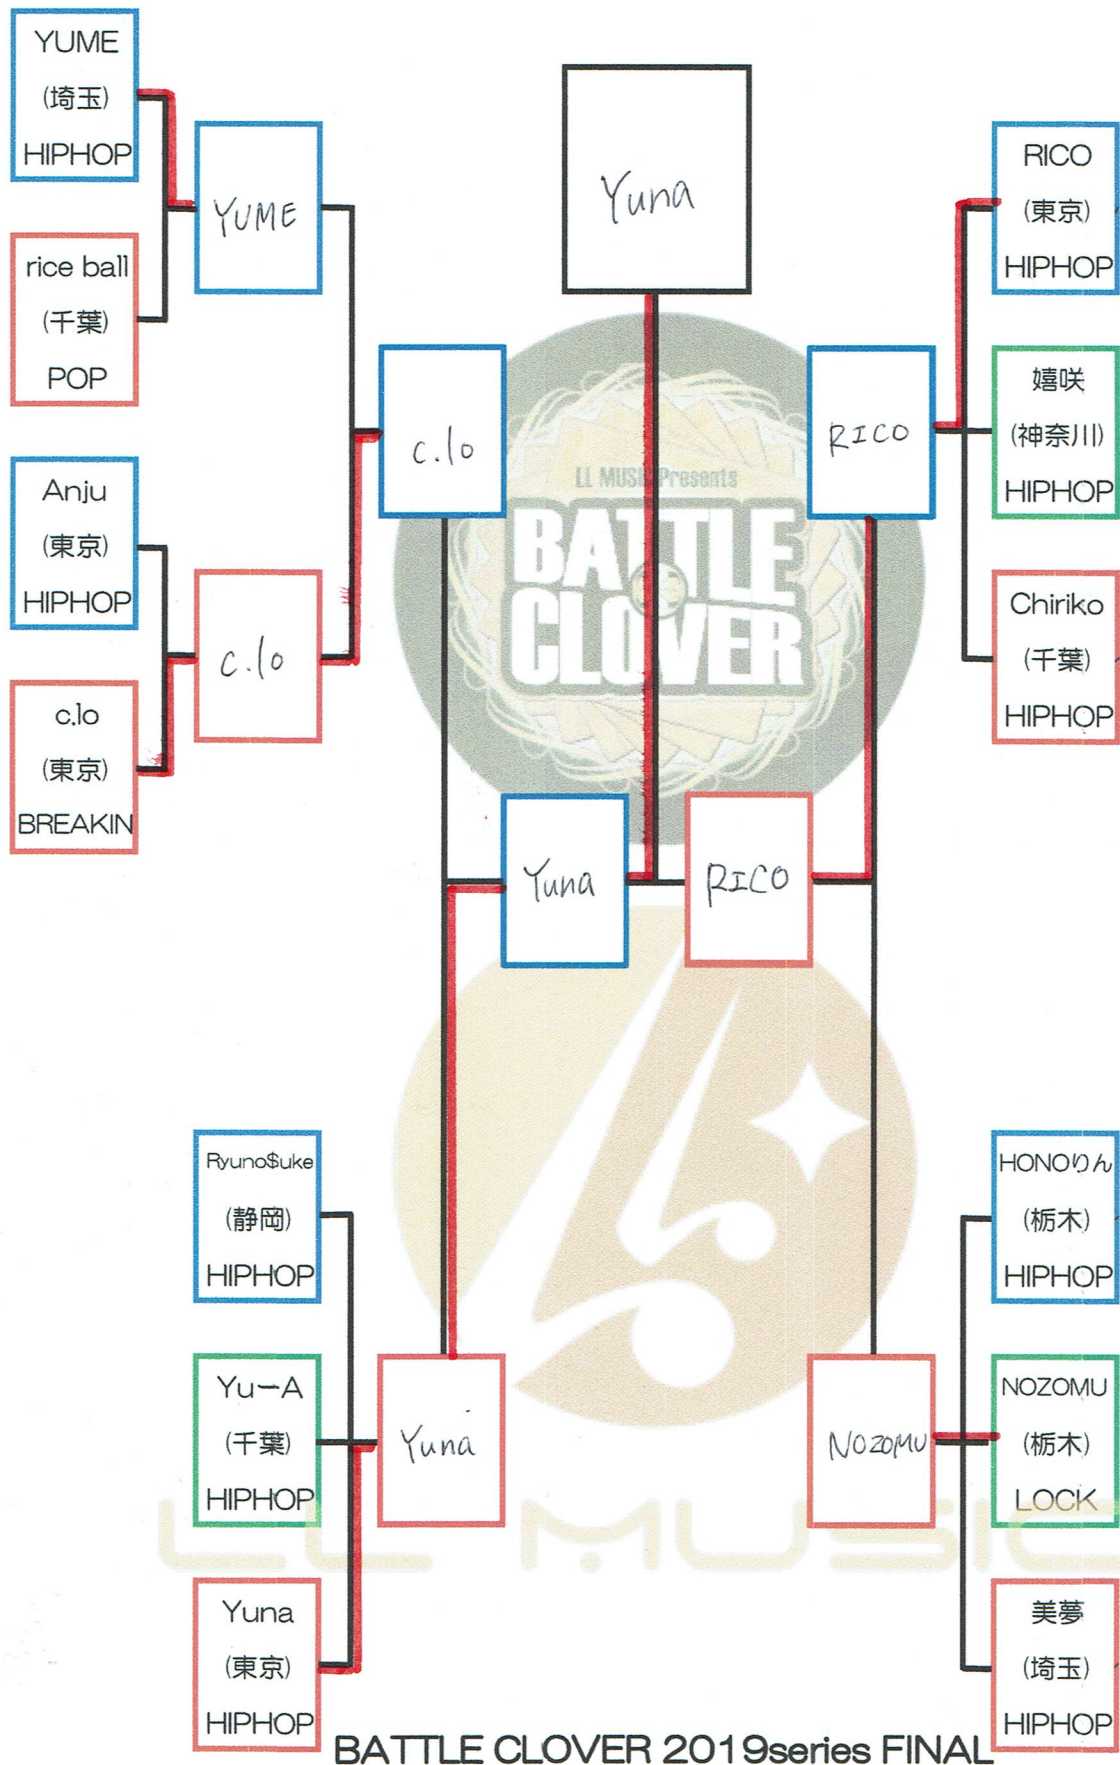 YUME
(埼玉)
HIPHOP
rice ball
(千葉)
POP
Anju
(東京)
HIPHOP
c.lo
(東京)
BREAKIN
YUME
c.lo
c.lo
Yuna
RICO
RICO
(東京)
HIPHOP
嬉咲
(神奈川)
HIPHOP
Chiriko
(千葉)
HIPHOP
LL MUSIC Presents
BATTLE
CLOVER
Yuna
RICO
Ryuno$uke
(静岡)
HIPHOP
Yu－A
(千葉)
HIPHOP
Yuna
(東京)
HIPHOP
Yuna
NOZOMU
HONOりん
(栃木)
HIPHOP
NOZOMU
(栃木)
LOCK
美夢
(埼玉)
HIPHOP
LL MUSIC
BATTLE CLOVER 2019series FINAL